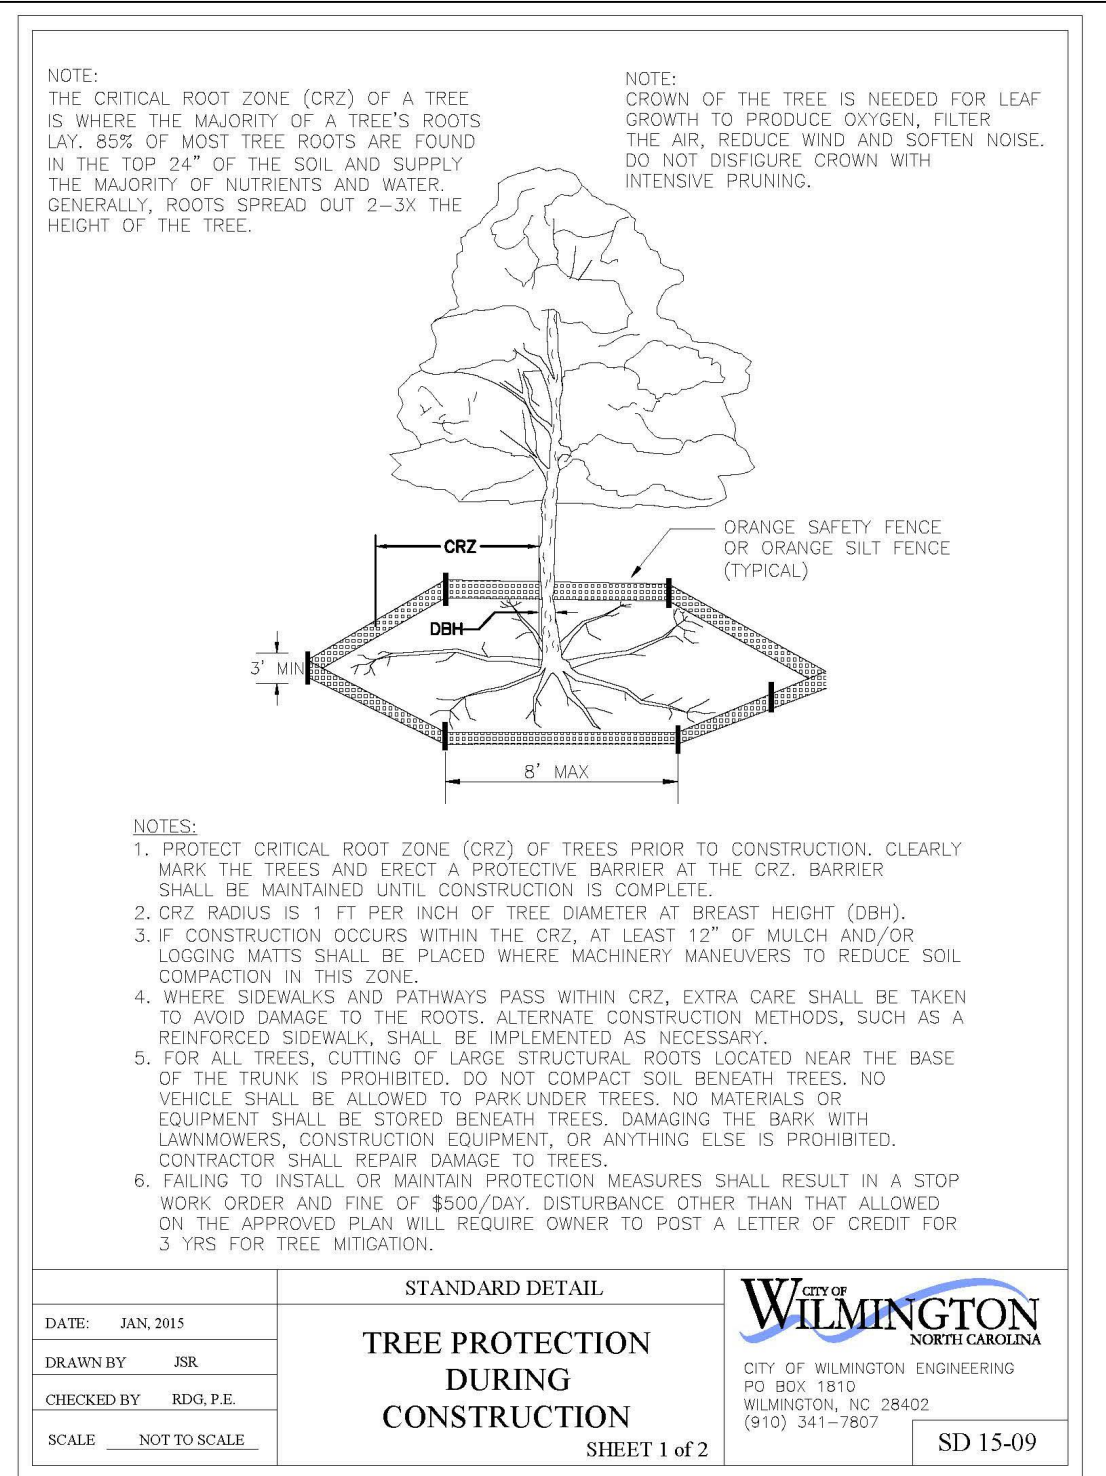 NOTE:
THE CRITICAL ROOT ZONE (CRZ) OF A TREE
IS WHERE THE MAJORITY OF A TREE'S ROOTS
LAY. 85% OF MOST TREE ROOTS ARE FOUND
IN THE TOP 24" OF THE SOIL AND SUPPLY
THE MAJORITY OF NUTRIENTS AND WATER.
GENERALLY, ROOTS SPREAD OUT 2-3X THE
HEIGHT OF THE TREE.
NOTE:
CROWN OF THE TREE IS NEEDED FOR LEAF
GROWTH TO PRODUCE OXYGEN, FILTER
THE AIR, REDUCE WIND AND SOFTEN NOISE.
DO NOT DISFIGURE CROWN WITH
INTENSIVE PRUNING.
ORANGE SAFETY FENCE
OR ORANGE SILT FENCE
(TYPICAL)
CRZ
DBH
3' MIN
8' MAX
NOTES:
1. PROTECT CRITICAL ROOT ZONE (CRZ) OF TREES PRIOR TO CONSTRUCTION. CLEARLY
MARK THE TREES AND ERECT A PROTECTIVE BARRIER AT THE CRZ. BARRIER
SHALL BE MAINTAINED UNTIL CONSTRUCTION IS COMPLETE.
2. CRZ RADIUS IS 1 FT PER INCH OF TREE DIAMETER AT BREAST HEIGHT (DBH).
3. IF CONSTRUCTION OCCURS WITHIN THE CRZ, AT LEAST 12" OF MULCH AND/OR
LOGGING MATTS SHALL BE PLACED WHERE MACHINERY MANEUVERS TO REDUCE SOIL
COMPACTION IN THIS ZONE.
4. WHERE SIDEWALKS AND PATHWAYS PASS WITHIN CRZ, EXTRA CARE SHALL BE TAKEN
TO AVOID DAMAGE TO THE ROOTS. ALTERNATE CONSTRUCTION METHODS, SUCH AS A
REINFORCED SIDEWALK, SHALL BE IMPLEMENTED AS NECESSARY.
5. FOR ALL TREES, CUTTING OF LARGE STRUCTURAL ROOTS LOCATED NEAR THE BASE
OF THE TRUNK IS PROHIBITED. DO NOT COMPACT SOIL BENEATH TREES. NO
VEHICLE SHALL BE ALLOWED TO PARK UNDER TREES. NO MATERIALS OR
EQUIPMENT SHALL BE STORED BENEATH TREES. DAMAGING THE BARK WITH
LAWNMOWERS, CONSTRUCTION EQUIPMENT, OR ANYTHING ELSE IS PROHIBITED.
CONTRACTOR SHALL REPAIR DAMAGE TO TREES.
6. FAILING TO INSTALL OR MAINTAIN PROTECTION MEASURES SHALL RESULT IN A STOP
WORK ORDER AND FINE OF $500/DAY. DISTURBANCE OTHER THAN THAT ALLOWED
ON THE APPROVED PLAN WILL REQUIRE OWNER TO POST A LETTER OF CREDIT FOR
3 YRS FOR TREE MITIGATION.
DATE: JAN, 2015
DRAWN BY JSR
CHECKED BY RDG, P.E.
SCALE NOT TO SCALE
STANDARD DETAIL
TREE PROTECTION
DURING
CONSTRUCTION
SHEET 1 of 2
CITY OF
WILMINGTON
NORTH CAROLINA
CITY OF WILMINGTON ENGINEERING
PO BOX 1810
WILMINGTON, NC 28402
(910) 341-7807
SD 15-09